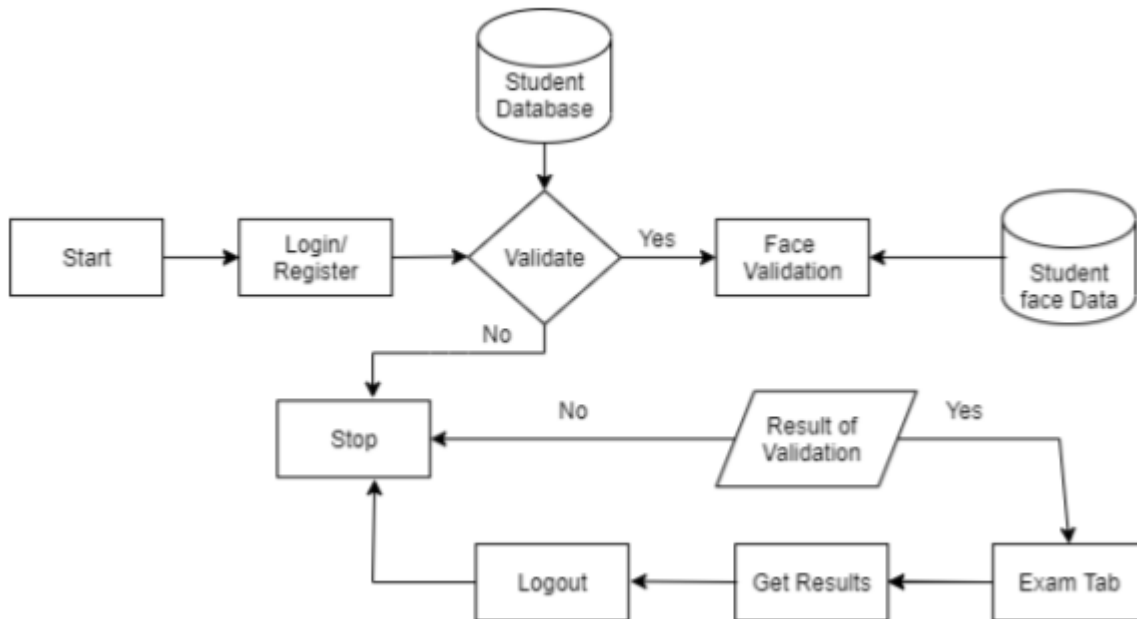 Student
Database
Start
Login/
Register
Validate
Yes
Face
Validation
Student
face Data
No
Stop
No
Result of
Validation
Yes
Logout
Get Results
Exam Tab